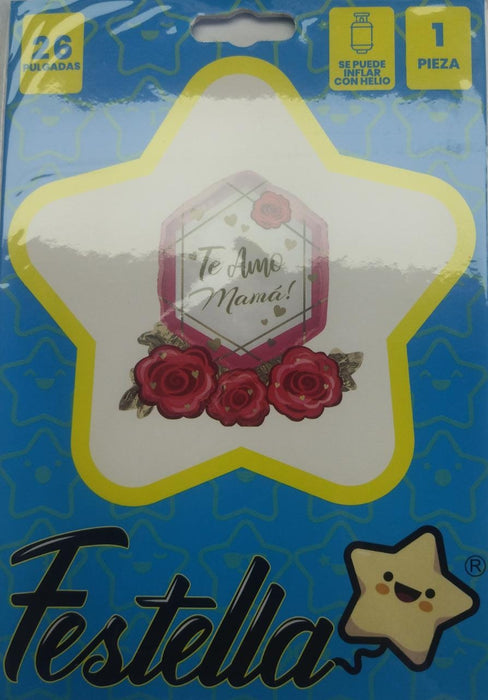 26
PULGADAS
SE PUEDE
INFLAR
CON HELIO
1
PIEZA
Te Amo
Mamá!
Festella
®